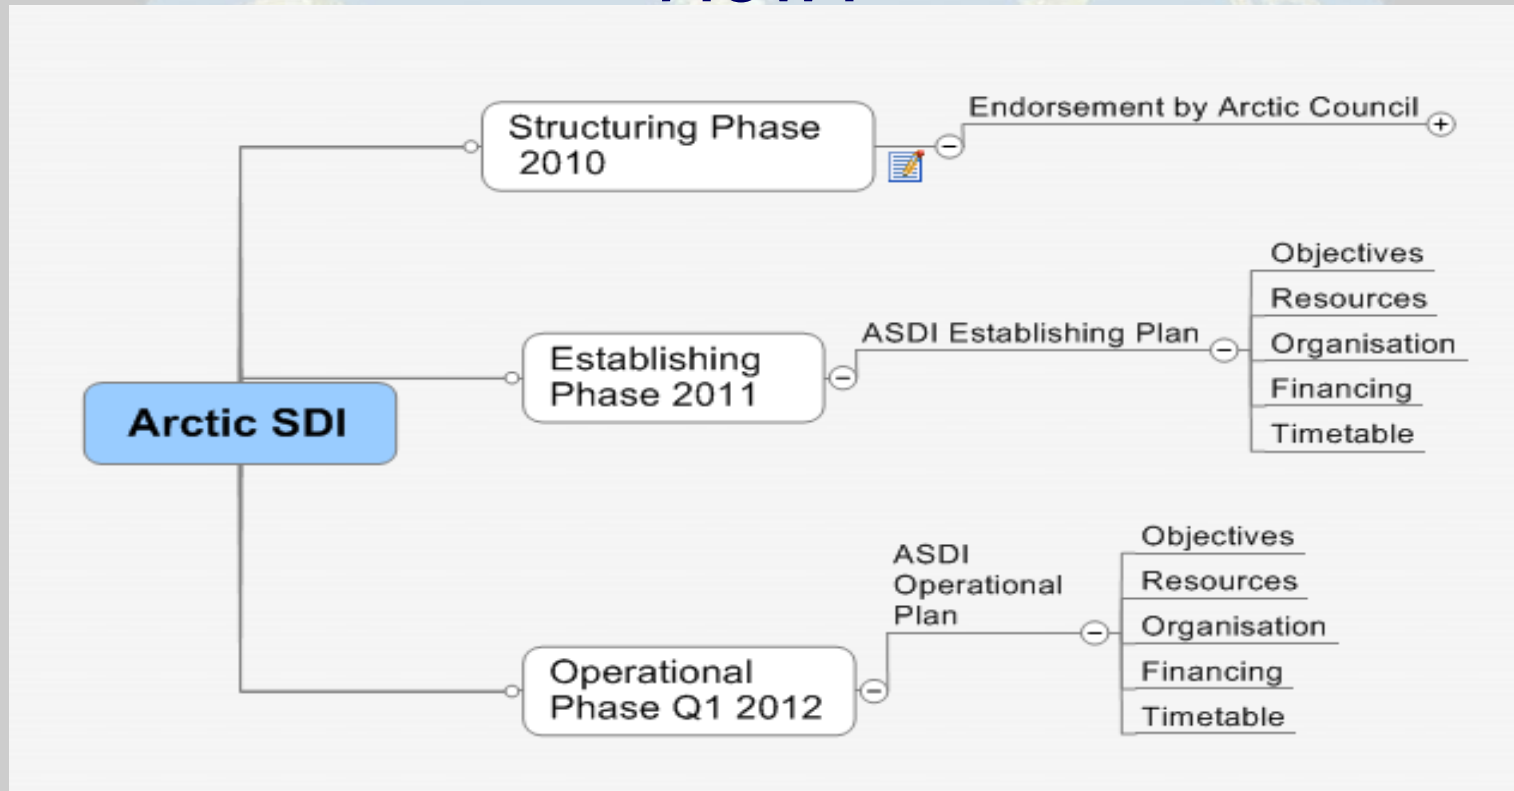 Arctic SDI
Structuring Phase
2010
Endorsement by Arctic Council
Establishing
Phase 2011
ASDI Establishing Plan
Objectives
Resources
Organisation
Financing
Timetable
Operational
Phase Q1 2012
ASDI
Operational
Plan
Objectives
Resources
Organisation
Financing
Timetable